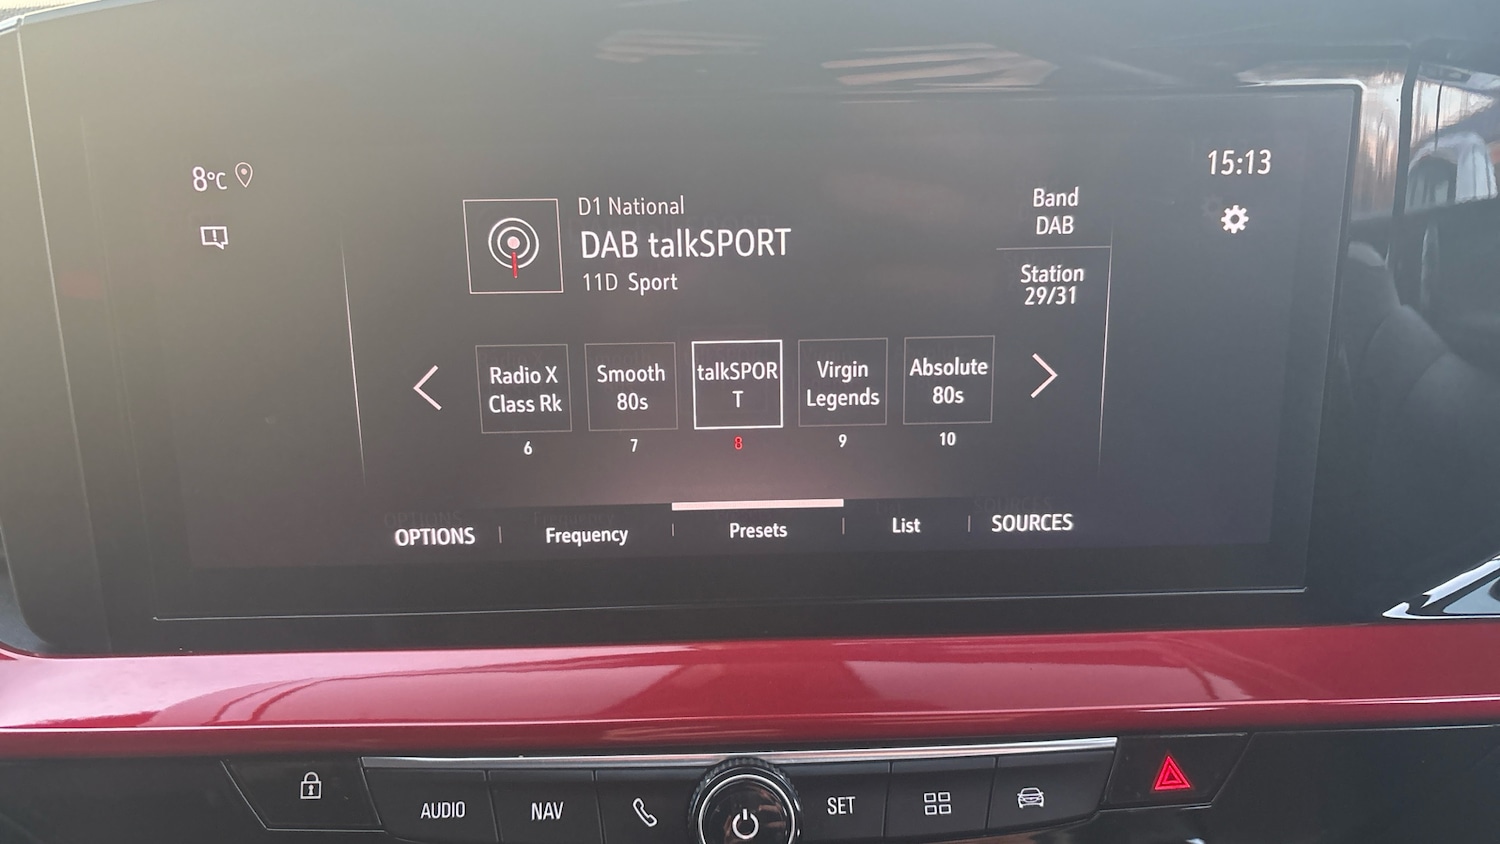 8°C
15:13
D1 National
DAB talkSPORT
11D Sport
Band
DAB
Station
29/31
Radio X
Class Rk
6
Smooth
80s
7
talkSPOR
T
8
Virgin
Legends
9
Absolute
80s
10
OPTIONS
Frequency
Presets
List
SOURCES
AUDIO
NAV
SET